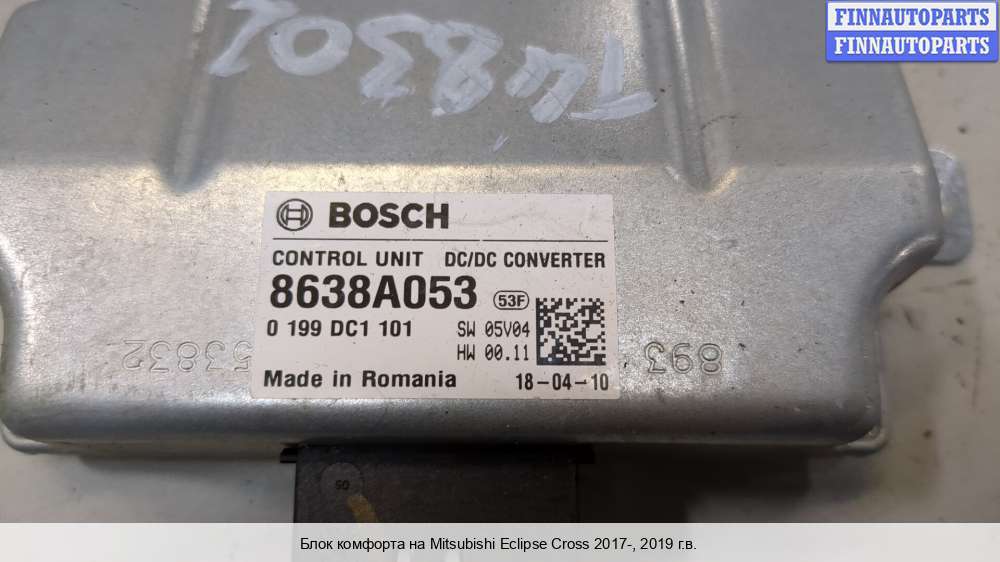 FINNAUTOPARTS
FINNAUTOPARTS
BOSCH
CONTROL UNIT DC/DC CONVERTER
8638A053 53F
0 199 DC1 101 SW 05V04
HW 00.11
Made in Romania 18-04-10
53832
893
Блок комфорта на Mitsubishi Eclipse Cross 2017-, 2019 г.в.